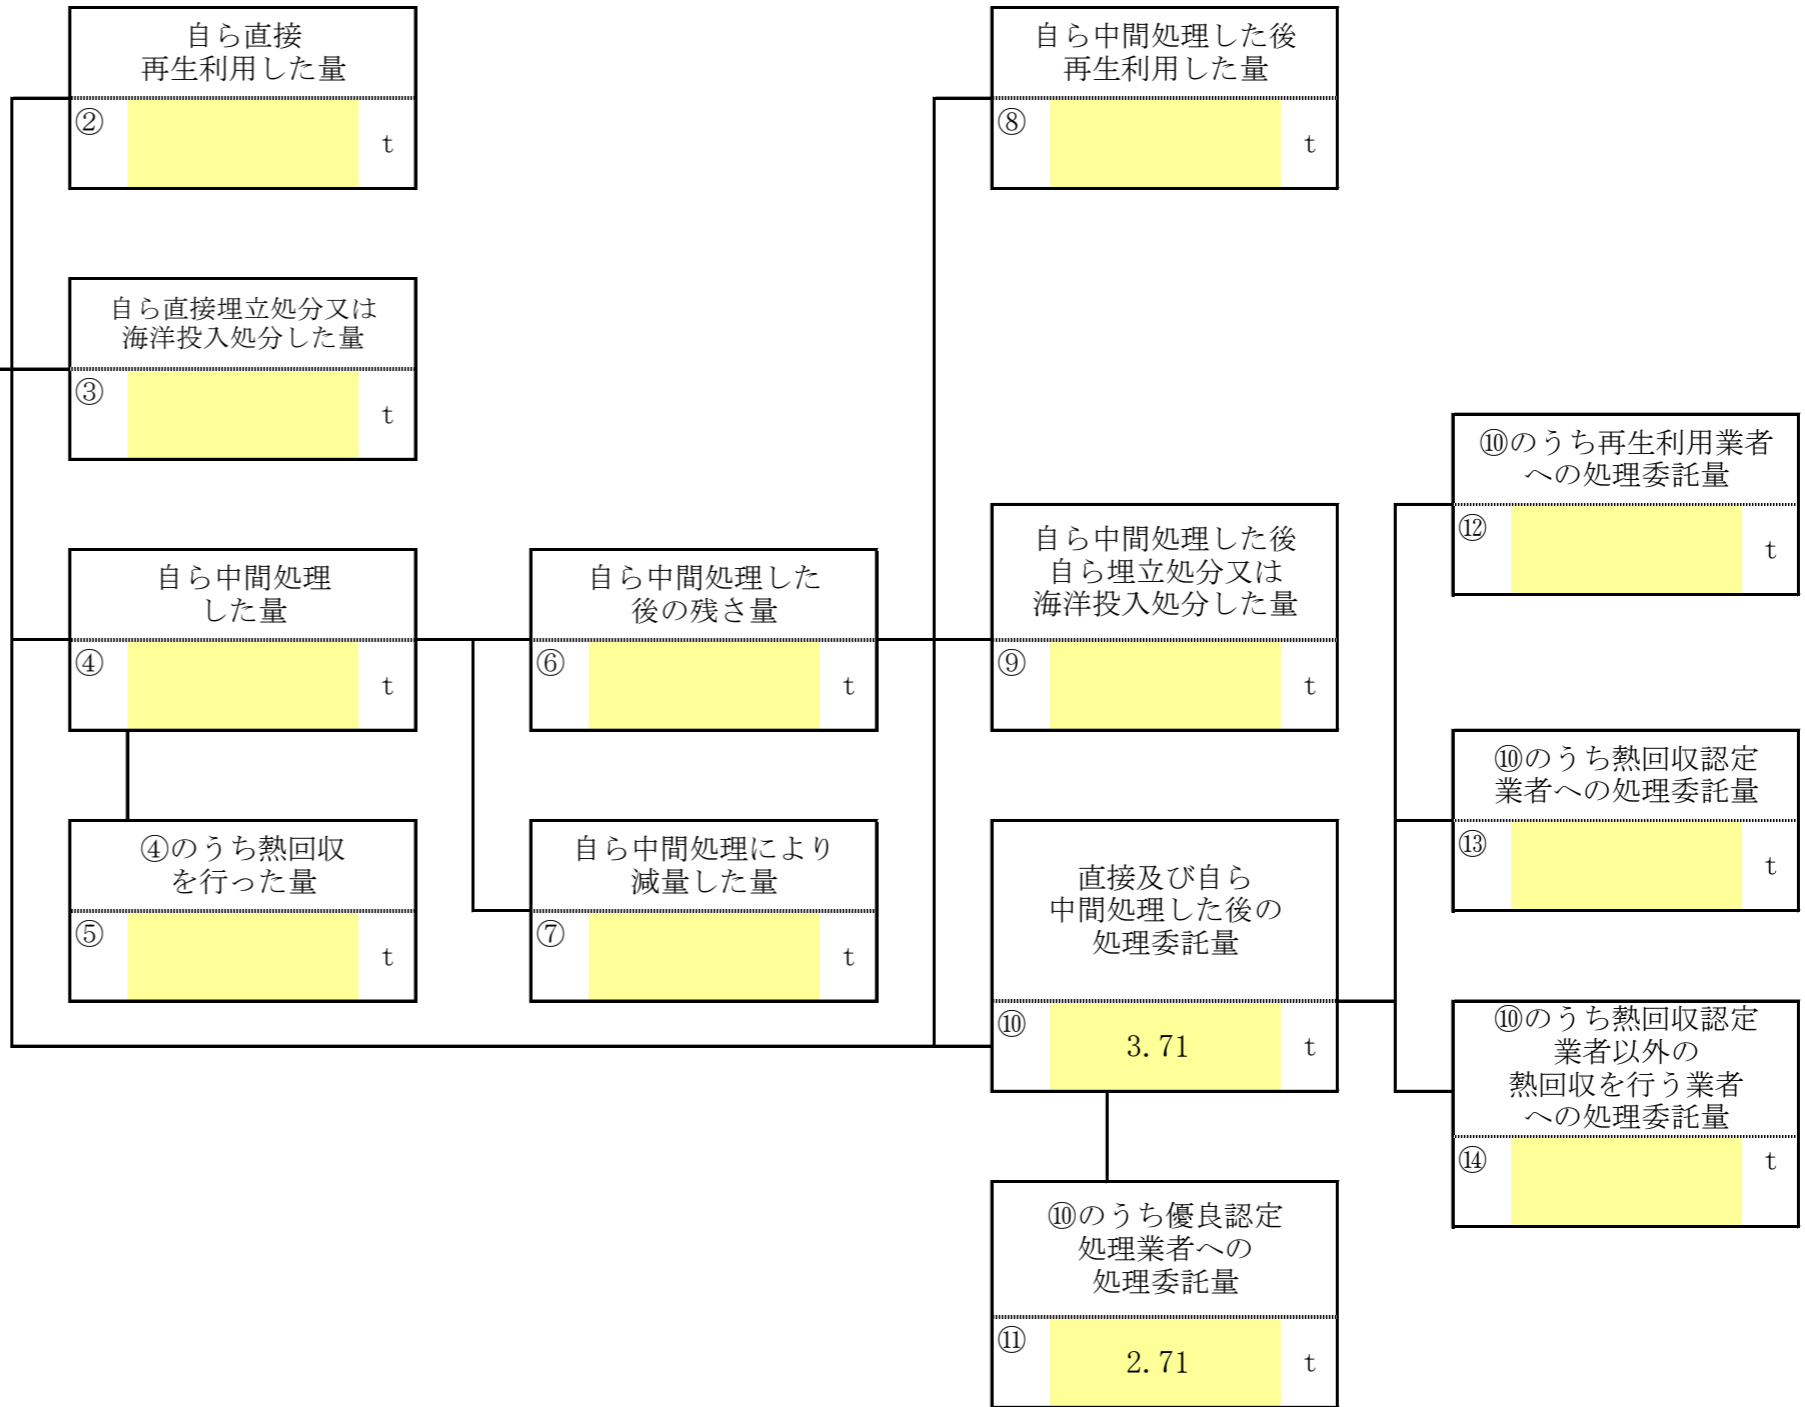 自ら直接
再生利用した量
②
t
自ら中間処理した後
再生利用した量
⑧
t
自ら直接埋立処分又は
海洋投入処分した量
③
t
⑩のうち再生利用業者
への処理委託量
⑫
t
自ら中間処理
した量
④
t
自ら中間処理した
後の残さ量
⑥
t
自ら中間処理した後
自ら埋立処分又は
海洋投入処分した量
⑨
t
⑩のうち熱回収認定
業者への処理委託量
⑬
t
④のうち熱回収
を行った量
⑤
t
自ら中間処理により
減量した量
⑦
t
直接及び自ら
中間処理した後の
処理委託量
⑩
3.71
t
⑩のうち熱回収認定
業者以外の
熱回収を行う業者
への処理委託量
⑭
t
⑩のうち優良認定
処理業者への
処理委託量
⑪
2.71
t